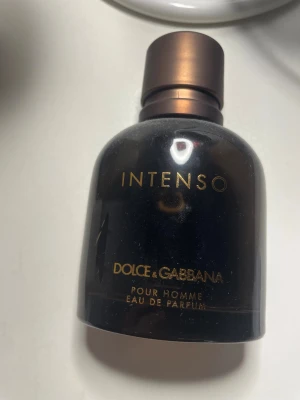 INTENSO
DOLCE & GABBANA
POUR HOMME
EAU DE PARFUM